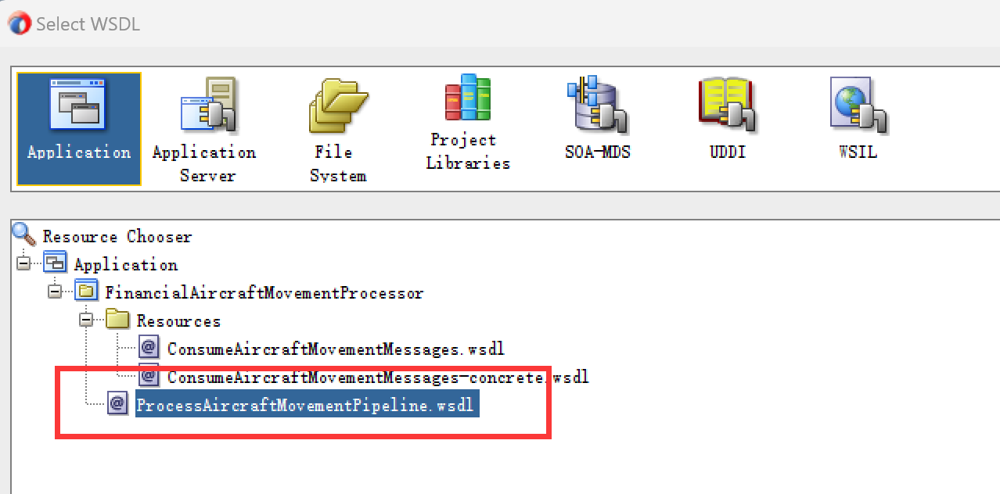 Select WSDL
Application
Application
Server
File
System
Project
Libraries
SOA-MDS
UDDI
WSIL
Resource Chooser
Application
FinancialAircraftMovementProcessor
Resources
ConsumeAircraftMovementMessages.wsdl
ConsumeAircraftMovementMessages-concrete.wsdl
ProcessAircraftMovementPipeline.wsdl